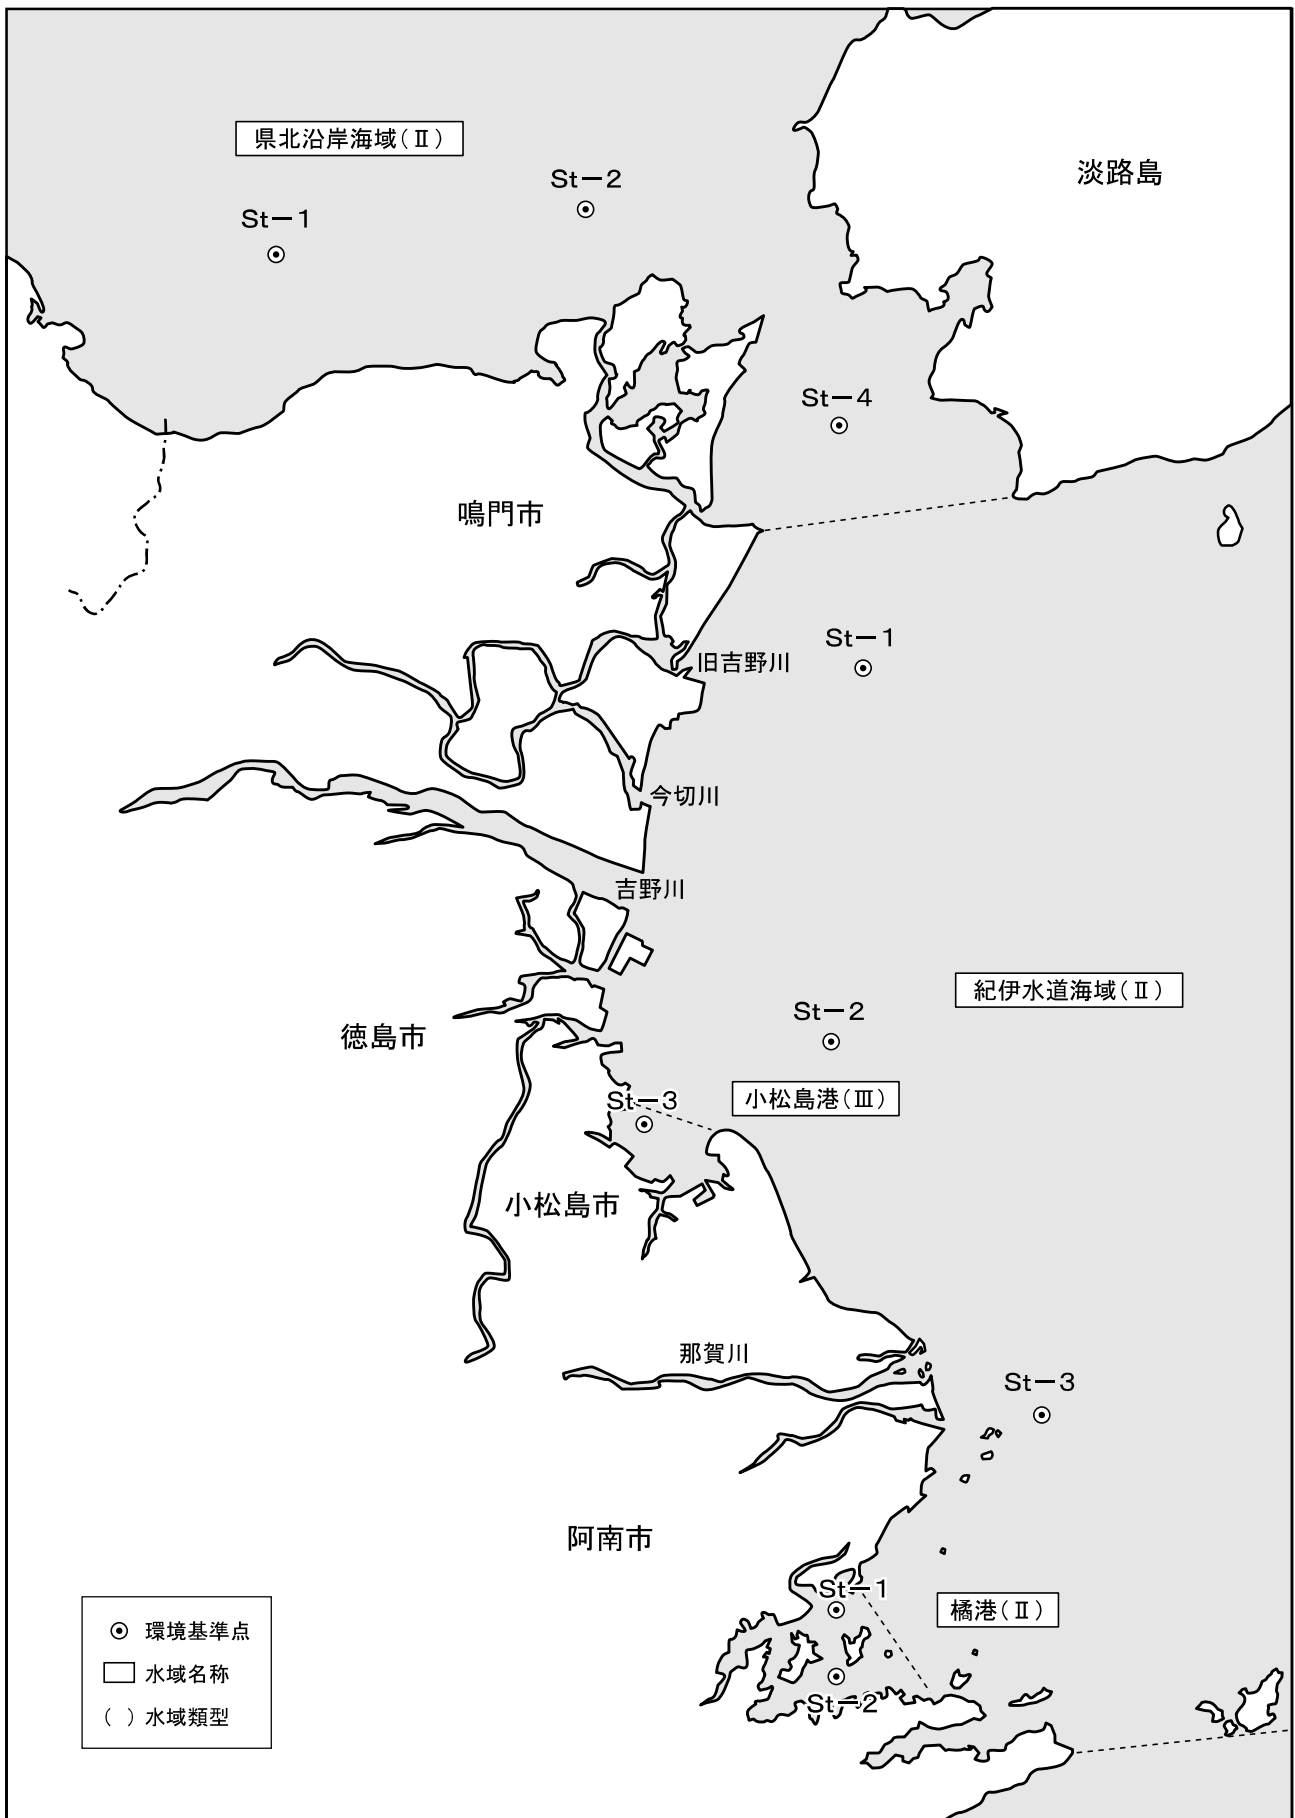 県北沿岸海域(Ⅱ)
St－2
淡路島
St－1
St－4
鳴門市
St－1
旧吉野川
今切川
吉野川
紀伊水道海域(Ⅱ)
St－2
徳島市
小松島港(Ⅲ)
St－3
小松島市
那賀川
St－3
阿南市
St－1
橘港(Ⅱ)
St－2
環境基準点
水域名称
( ) 水域類型